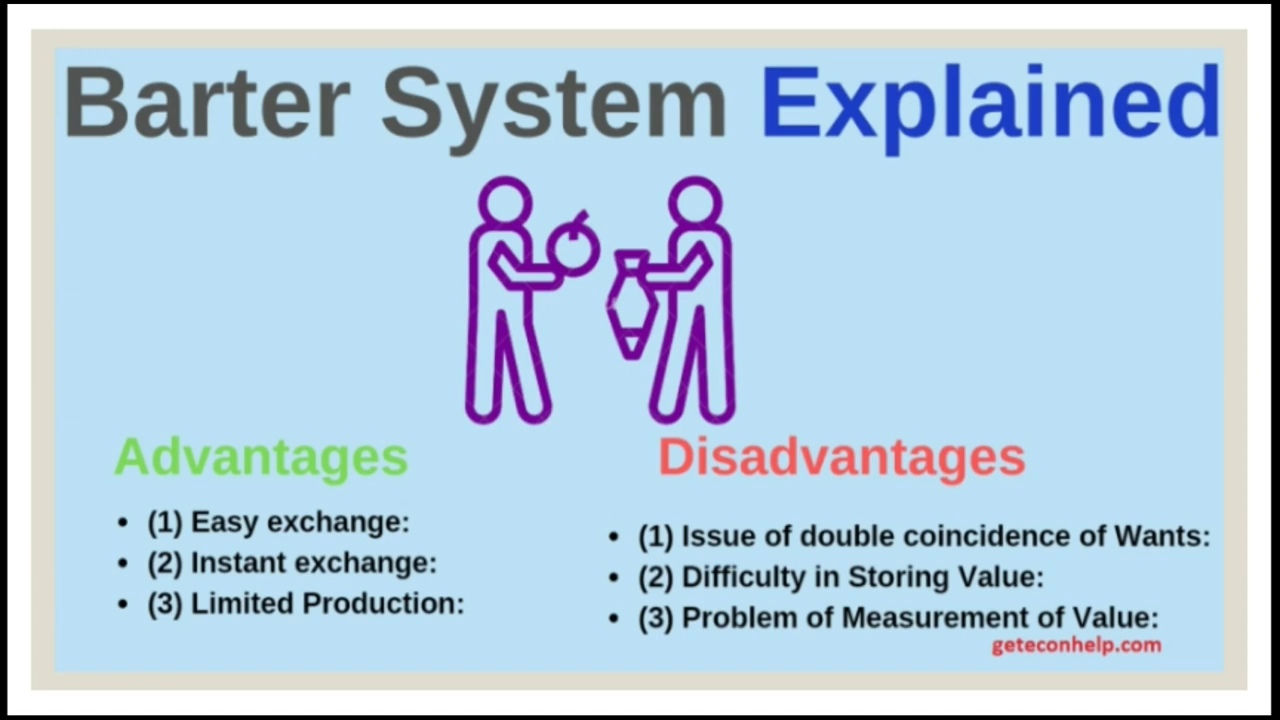 Barter System Explained
Advantages
• (1) Easy exchange:
• (2) Instant exchange:
• (3) Limited Production:
Disadvantages
• (1) Issue of double coincidence of Wants:
• (2) Difficulty in Storing Value:
• (3) Problem of Measurement of Value:
geteconhelp.com